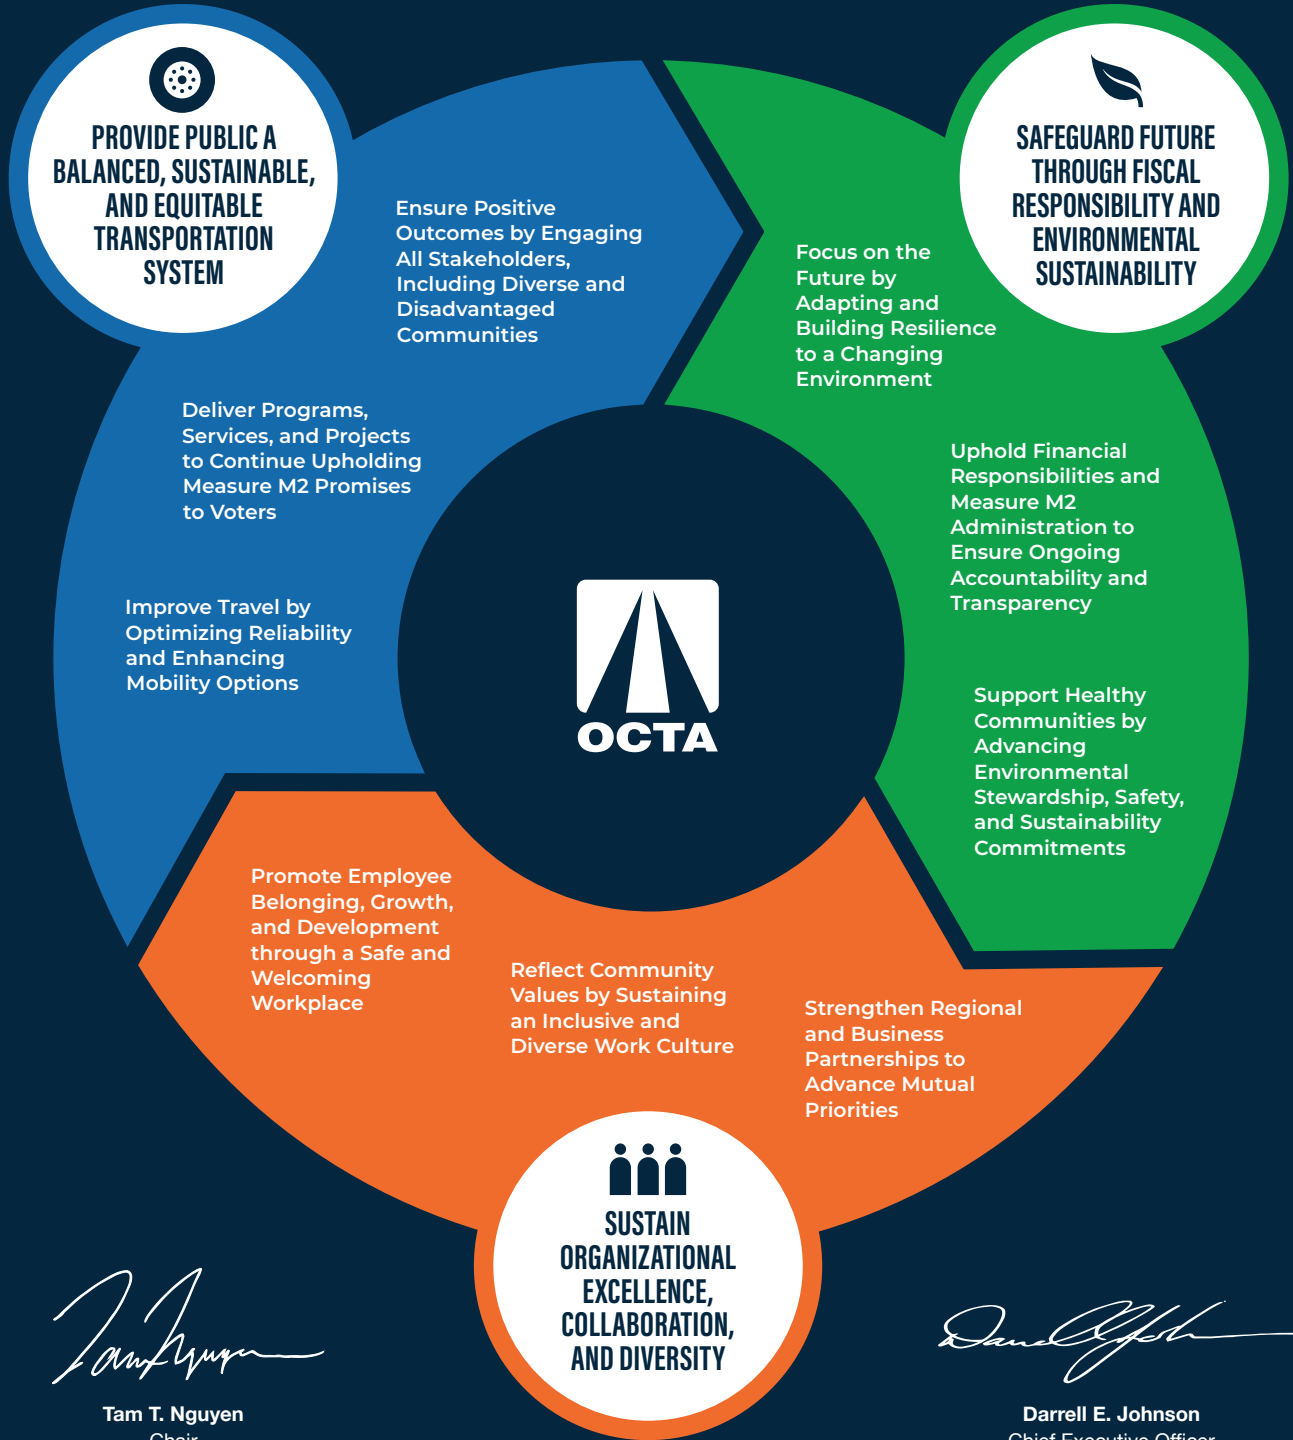 PROVIDE PUBLIC A
BALANCED, SUSTAINABLE,
AND EQUITABLE
TRANSPORTATION
SYSTEM
SAFEGUARD FUTURE
THROUGH FISCAL
RESPONSIBILITY AND
ENVIRONMENTAL
SUSTAINABILITY
Ensure Positive
Outcomes by Engaging
All Stakeholders,
Including Diverse and
Disadvantaged
Communities
Focus on the
Future by
Adapting and
Building Resilience
to a Changing
Environment
Deliver Programs,
Services, and Projects
to Continue Upholding
Measure M2 Promises
to Voters
Uphold Financial
Responsibilities and
Measure M2
Administration to
Ensure Ongoing
Accountability and
Transparency
Improve Travel by
Optimizing Reliability
and Enhancing
Mobility Options
OCTA
Support Healthy
Communities by
Advancing
Environmental
Stewardship, Safety,
and Sustainability
Commitments
Promote Employee
Belonging, Growth,
and Development
through a Safe and
Welcoming
Workplace
Reflect Community
Values by Sustaining
an Inclusive and
Diverse Work Culture
Strengthen Regional
and Business
Partnerships to
Advance Mutual
Priorities
SUSTAIN
ORGANIZATIONAL
EXCELLENCE,
COLLABORATION,
AND DIVERSITY
Tam T. Nguyen
Chair
Darrell E. Johnson
Chief Executive Officer